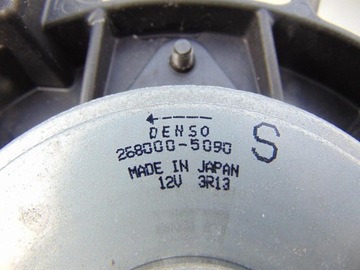 DENSO
268000-5090
S
MADE IN JAPAN
12V 3R13